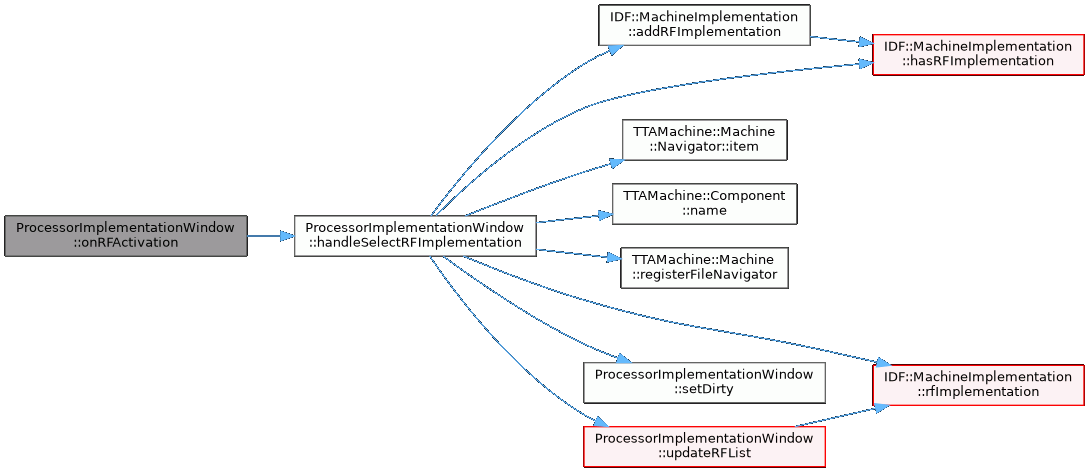 IDF::MachineImplementation
::addRFImplementation
IDF::MachineImplementation
::hasRFImplementation
TTAMachine::Machine
::Navigator::item
TTAMachine::Component
::name
ProcessorImplementationWindow
::onRFActivation
ProcessorImplementationWindow
::handleSelectRFImplementation
TTAMachine::Machine
::registerFileNavigator
ProcessorImplementationWindow
::setDirty
IDF::MachineImplementation
::rfImplementation
ProcessorImplementationWindow
::updateRFList